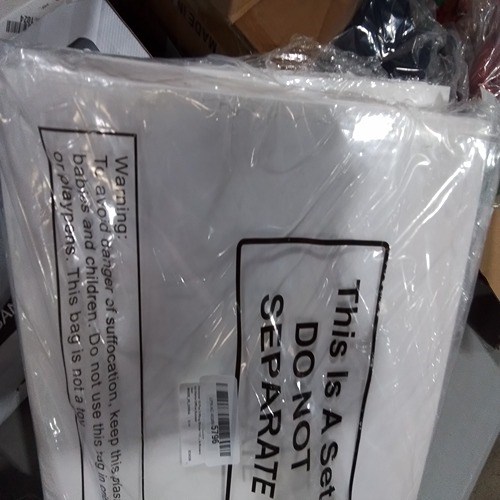 Warning:
To avoid danger of suffocation, keep this plas
babies and children. Do not use this bag in
or playpens. This bag is not a toy
This Is A Set
DO NOT
SEPARATE
5796